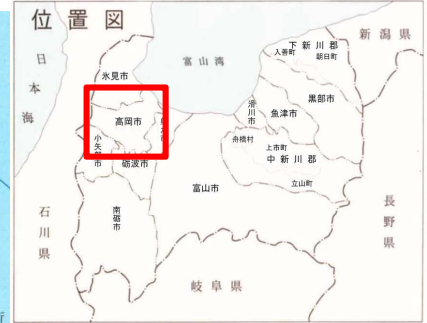 位置図
日本海
富山湾
新潟県
下新川郡
入善町
朝日町
氷見市
黒部市
滑川市
魚津市
高岡市
舟橋村
上市町
中新川郡
小矢部市
砺波市
富山市
立山町
南砺市
石川県
長野県
岐阜県